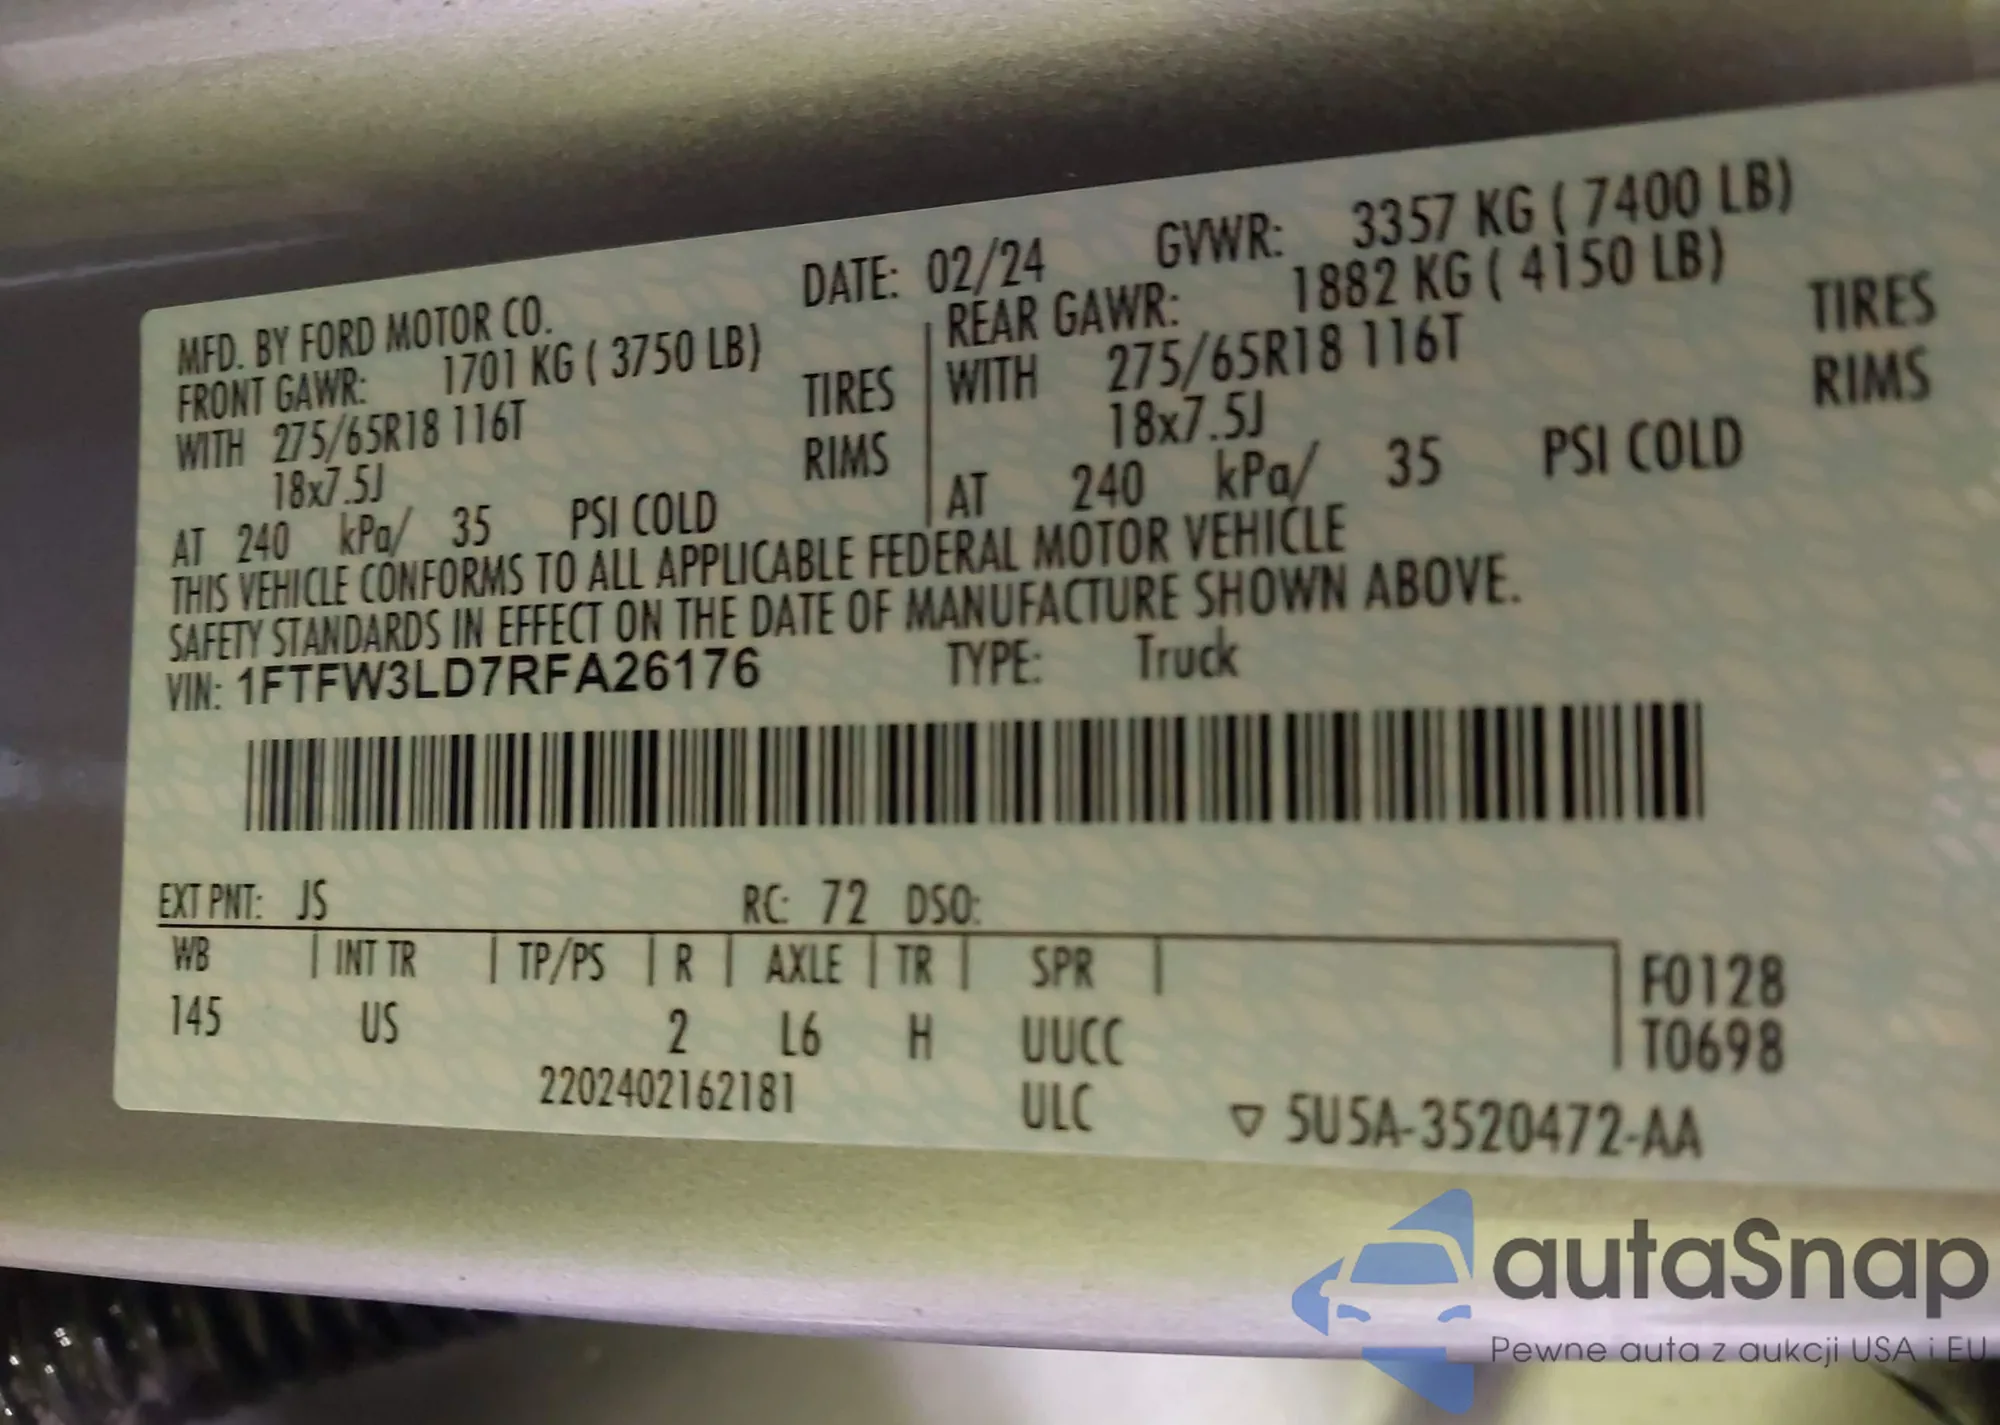 MFD. BY FORD MOTOR CO. DATE: 02/24 GVWR: 3357 KG ( 7400 LB)
FRONT GAWR: 1701 KG ( 3750 LB) REAR GAWR: 1882 KG ( 4150 LB)
WITH 275/65R18 116T TIRES WITH 275/65R18 116T TIRES
18x7.5J RIMS 18x7.5J RIMS
AT 240 kPa/ 35 PSI COLD AT 240 kPa/ 35 PSI COLD
THIS VEHICLE CONFORMS TO ALL APPLICABLE FEDERAL MOTOR VEHICLE
SAFETY STANDARDS IN EFFECT ON THE DATE OF MANUFACTURE SHOWN ABOVE.
VIN: 1FTFW3LD7RFA26176 TYPE: Truck
EXT PNT: JS RC: 72 DSO:
WB INT TR TP/PS R AXLE TR SPR F0128
145 US 2 L6 H UUCC T0698
2202402162181 ULC ▽ 5U5A-3520472-AA
autaSnap
Pewne auta z aukcji USA i EU